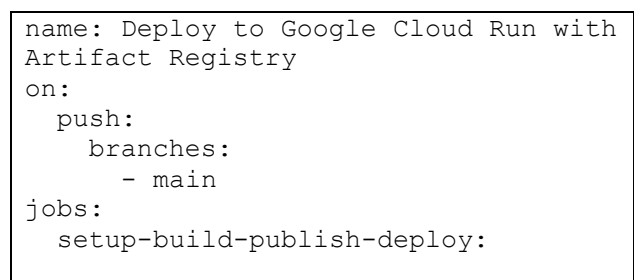 name: Deploy to Google Cloud Run with
Artifact Registry
on:
  push:
    branches:
      - main
jobs:
  setup-build-publish-deploy: